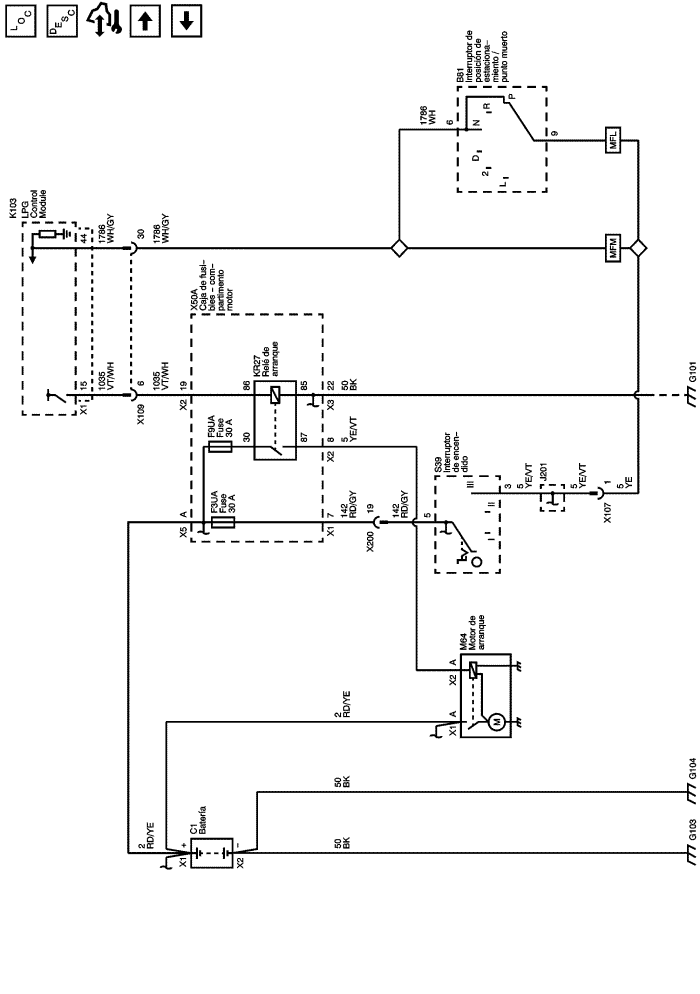 LOC
DESC
K103
LPG
Control
Module
X1
15
44
1035
VT/WH
1786
WH/GY
X109
6
30
1035
VT/WH
1786
WH/GY
X50A
Caja de fusi-
bles – com-
partimento
motor
X5
A
X2
19
F3UA
Fuse
30 A
F9UA
Fuse
30 A
KR27
Relé de
arranque
30
86
87
85
X1
7
X2
8
X3
22
142
RD/GY
5
YE/VT
50
BK
X200
19
142
RD/GY
C1
Batería
X1
+
X2
–
2
RD/YE
2
RD/YE
50
BK
50
BK
M64
Motor de
arranque
X1
A
X2
A
M
S39
Interruptor
de encen-
dido
5
I
II
III
3
5
YE/VT
J201
5
YE/VT
X107
1
5
YE
B81
Interruptor de
posición de
estaciona-
miento /
punto muerto
1786
WH
6
L
2
D
N
R
P
9
MFL
MFM
G103
G104
G101